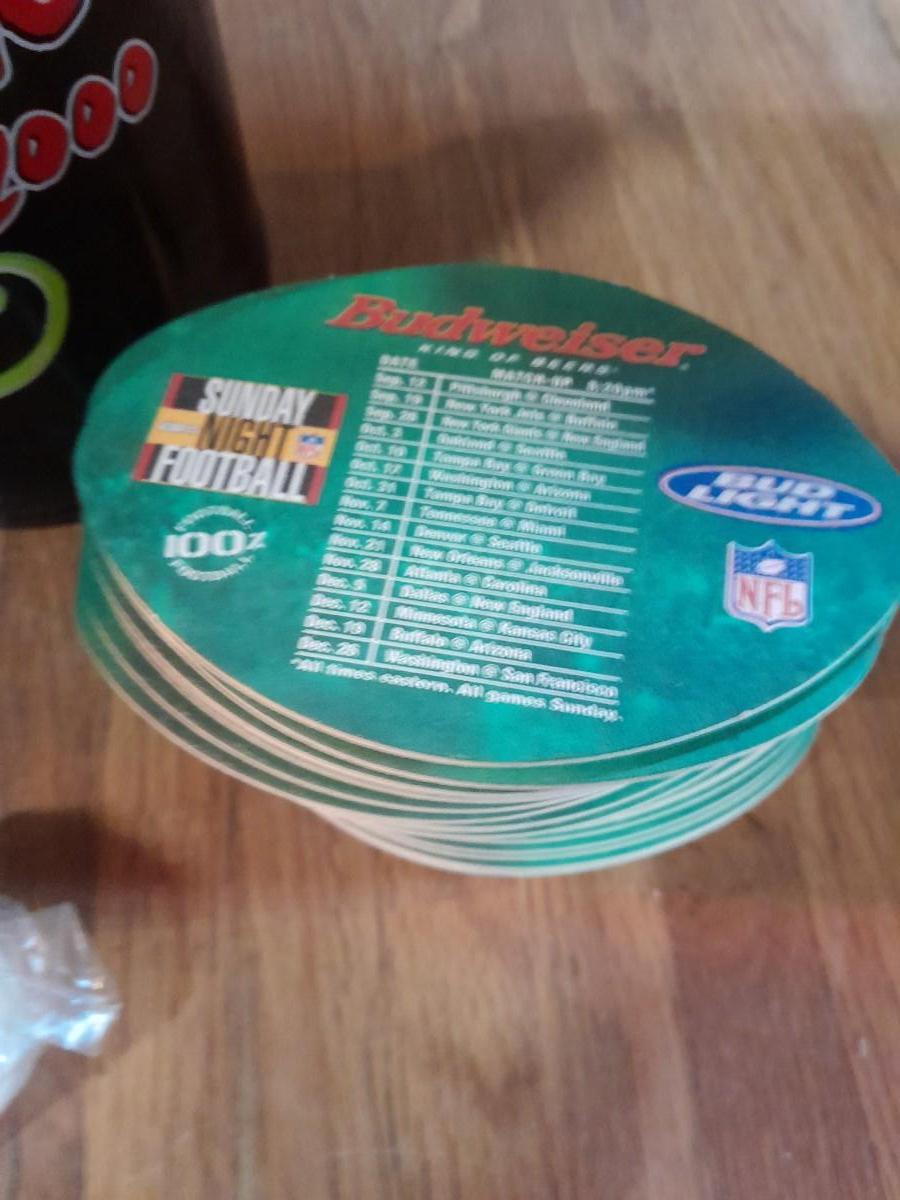 2000
Budweiser
KING OF BEERS
DATE MATCH-UP 8:20pm*
Sep. 12 Pittsburgh @ Cleveland
Sep. 19 New York Jets @ Buffalo
Sep. 26 New York Giants @ New England
Oct. 3 Oakland @ Seattle
Oct. 10 Tampa Bay @ Green Bay
Oct. 17 Washington @ Arizona
Oct. 31 Tampa Bay @ Detroit
Nov. 7 Tennessee @ Miami
Nov. 14 Denver @ Seattle
Nov. 21 New Orleans @ Jacksonville
Nov. 28 Atlanta @ Carolina
Dec. 5 Dallas @ New England
Dec. 12 Minnesota @ Kansas City
Dec. 19 Buffalo @ Arizona
Dec. 26 Washington @ San Francisco
*All times eastern. All games Sunday.
SUNDAY
NIGHT
FOOTBALL
FOOTBALL
100%
FOOTBALL
BUD
LIGHT
NFL